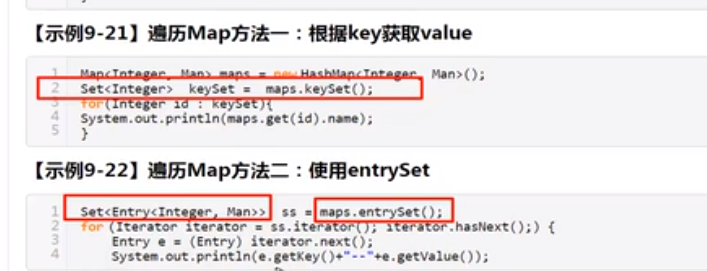 【示例9-21】遍历Map方法一：根据key获取value
1 Map<Integer, Man> maps = new HashMap<Integer, Man>();
2 Set<Integer> keySet = maps.keySet();
3 for(Integer id : keySet){
4 System.out.println(maps.get(id).name);
5 }
【示例9-22】遍历Map方法二：使用entrySet
1 Set<Entry<Integer, Man>> ss = maps.entrySet();
2 for (Iterator iterator = ss.iterator(); iterator.hasNext();) {
3 Entry e = (Entry) iterator.next();
4 System.out.println(e.getKey()+"--"+e.getValue());